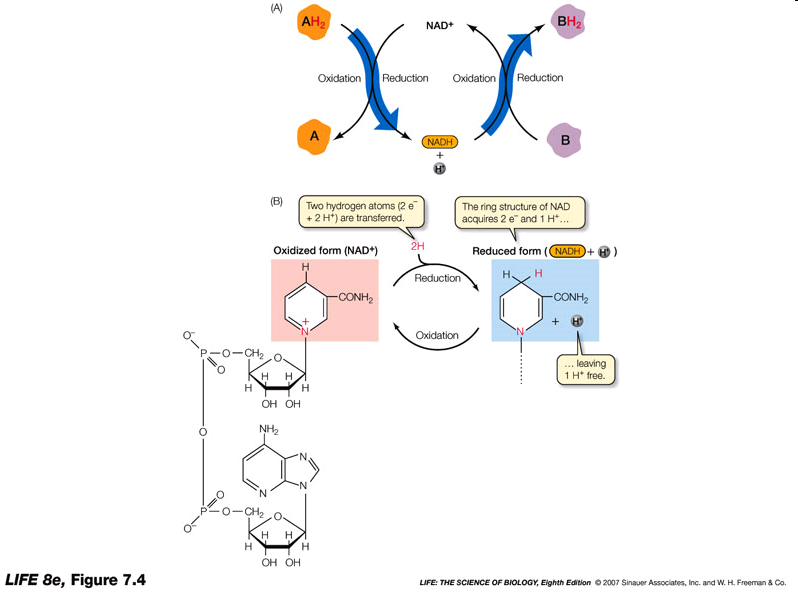 (A)
AH2
NAD+
BH2
Oxidation
Reduction
Oxidation
Reduction
A
NADH
+
H+
B
(B)
Two hydrogen atoms (2 e−
+ 2 H+) are transferred.
The ring structure of NAD
acquires 2 e− and 1 H+…
2H
Oxidized form (NAD+)
Reduced form ( NADH + H+ )
Reduction
Oxidation
H
CONH2
+
N
H
H
CONH2
N
+
H+
… leaving
1 H+ free.
O−
P
O
CH2
O
O
H
H
H
H
OH
OH
O
NH2
N
N
N
O
P
O
CH2
O
O−
H
H
H
H
OH
OH
LIFE 8e, Figure 7.4
LIFE: THE SCIENCE OF BIOLOGY, Eighth Edition © 2007 Sinauer Associates, Inc. and W. H. Freeman & Co.